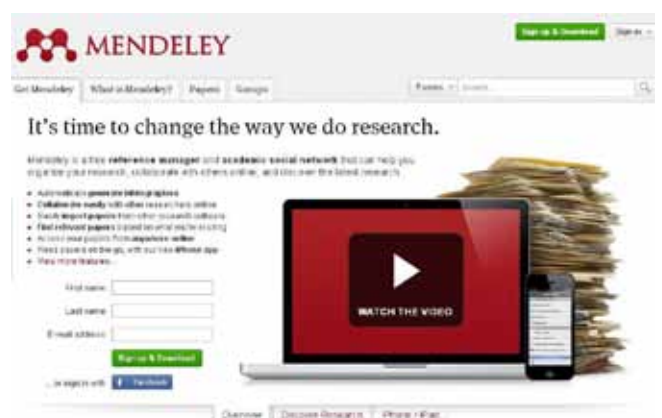 MENDELEY
Sign up & Download
Sign in
Get Mendeley What is Mendeley? Papers Groups
Papers Search...
It's time to change the way we do research.
Mendeley is a free reference manager and academic social network that can help you
organize your research, collaborate with others online, and discover the latest research.
Automatically generate bibliographies
Collaborate easily with other researchers online
Easily import papers from other research software
Find relevant papers based on what you're reading
Access your papers from anywhere online
Read papers on the go, with our new iPhone app
View more features...
First name:
Last name:
E-mail address:
Sign up & Download
... or sign in with
Facebook
WATCH THE VIDEO
Overview Discover Research iPhone / iPad